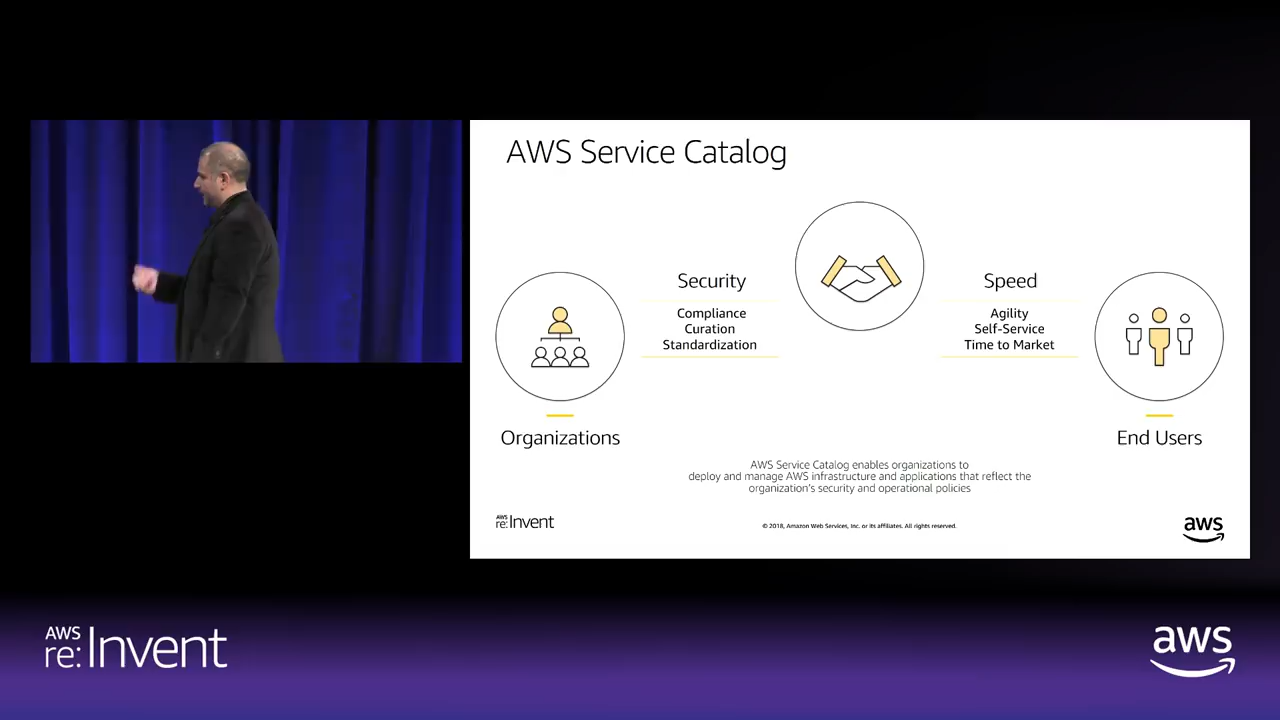 AWS Service Catalog
Security
Compliance
Curation
Standardization
Speed
Agility
Self-Service
Time to Market
Organizations
End Users
AWS Service Catalog enables organizations to
deploy and manage AWS infrastructure and applications that reflect the
organization's security and operational policies
AWS
re:Invent
© 2018, Amazon Web Services, Inc. or its affiliates. All rights reserved.
aws
AWS
re:Invent
aws